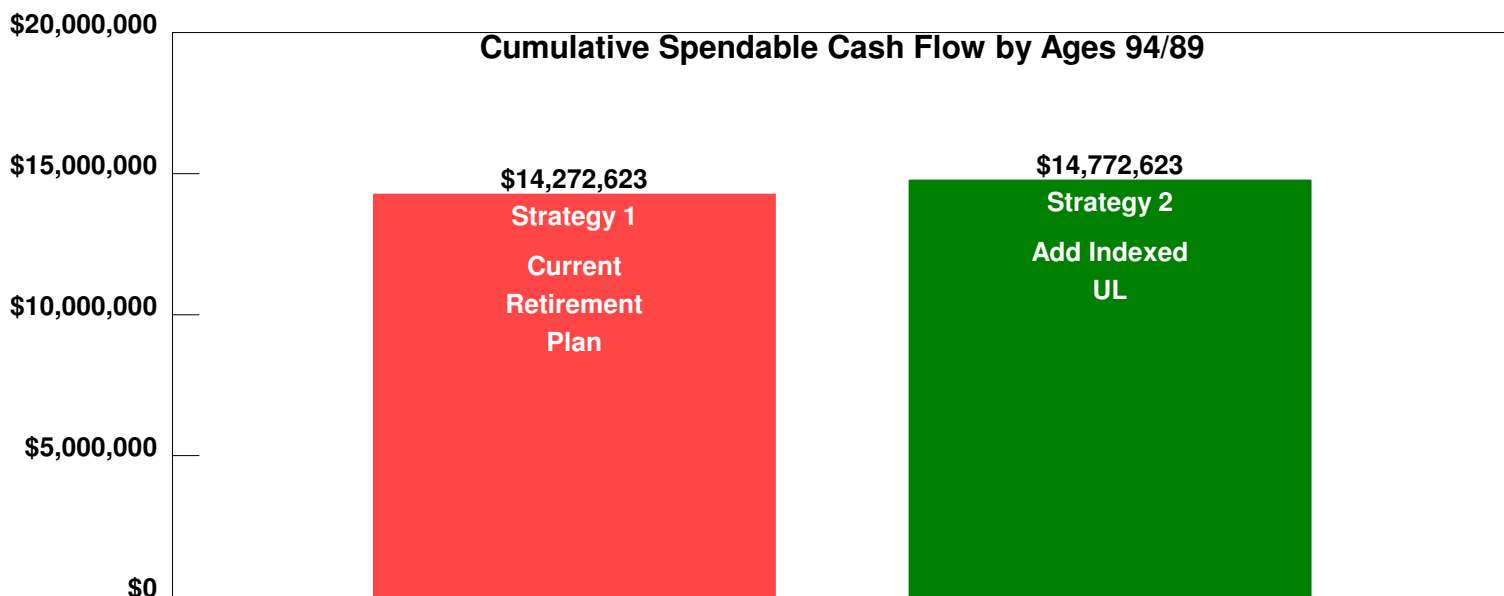 Cumulative Spendable Cash Flow by Ages 94/89
$20,000,000
$15,000,000
$10,000,000
$5,000,000
$0
$14,272,623
Strategy 1
Current
Retirement
Plan
$14,772,623
Strategy 2
Add Indexed
UL